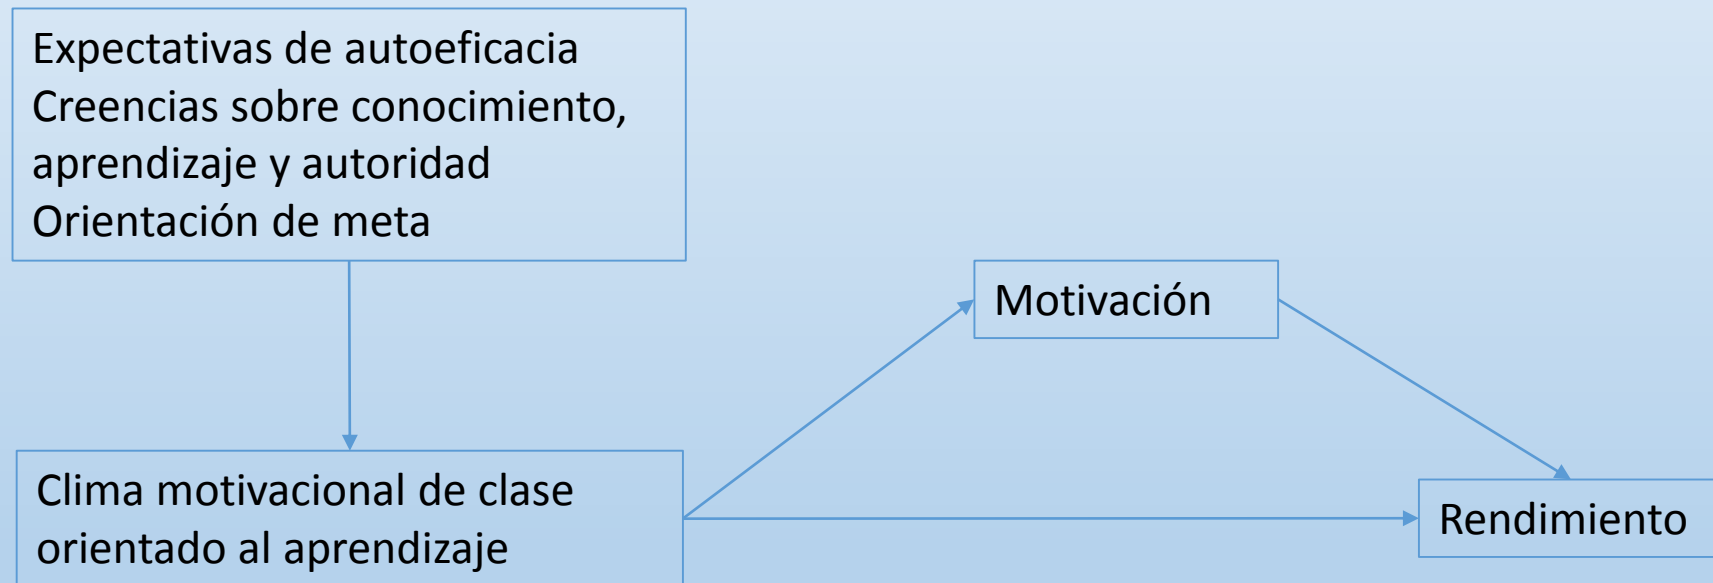 Expectativas de autoeficacia
Creencias sobre conocimiento,
aprendizaje y autoridad
Orientación de meta
Motivación
Clima motivacional de clase
orientado al aprendizaje
Rendimiento